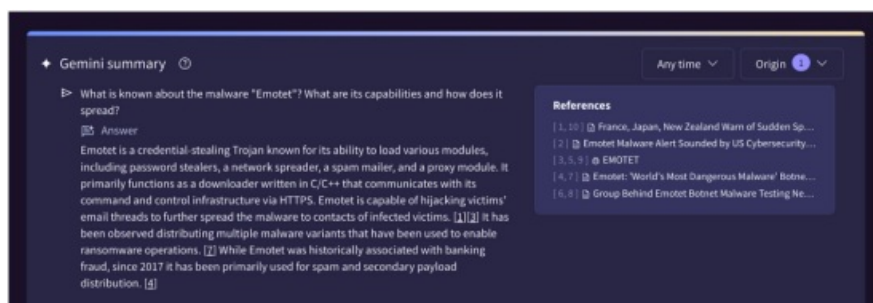 Gemini summary
Any time
Origin 1
What is known about the malware "Emotet"? What are its capabilities and how does it
spread?
Answer
Emotet is a credential-stealing Trojan known for its ability to load various modules,
including password stealers, a network spreader, a spam mailer, and a proxy module. It
primarily functions as a downloader written in C/C++ that communicates with its
command and control infrastructure via HTTPS. Emotet is capable of hijacking victims'
email threads to further spread the malware to contacts of infected victims. [1][3] It has
been observed distributing multiple malware variants that have been used to enable
ransomware operations. [7] While Emotet was historically associated with banking
fraud, since 2017 it has been primarily used for spam and secondary payload
distribution. [4]
References
[1, 10] France, Japan, New Zealand Warn of Sudden Sp...
[2] Emotet Malware Alert Sounded by US Cybersecurity...
[3, 5, 9] EMOTET
[4, 7] Emotet: 'World's Most Dangerous Malware' Botne...
[6, 8] Group Behind Emotet Botnet Malware Testing Ne...